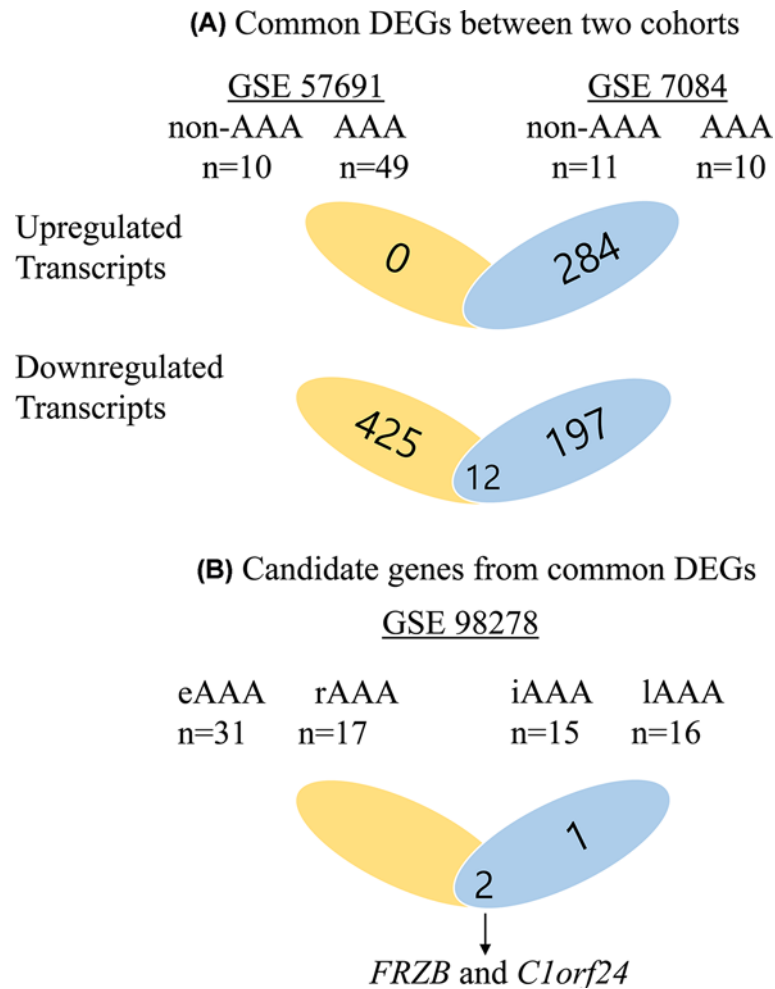 (A) Common DEGs between two cohorts
GSE 57691 GSE 7084
non-AAA AAA non-AAA AAA
n=10 n=49 n=11 n=10
Upregulated
Transcripts
0 284
Downregulated
Transcripts
425 197
12
(B) Candidate genes from common DEGs
GSE 98278
eAAA rAAA iAAA lAAA
n=31 n=17 n=15 n=16
1
2
FRZB and C1orf24